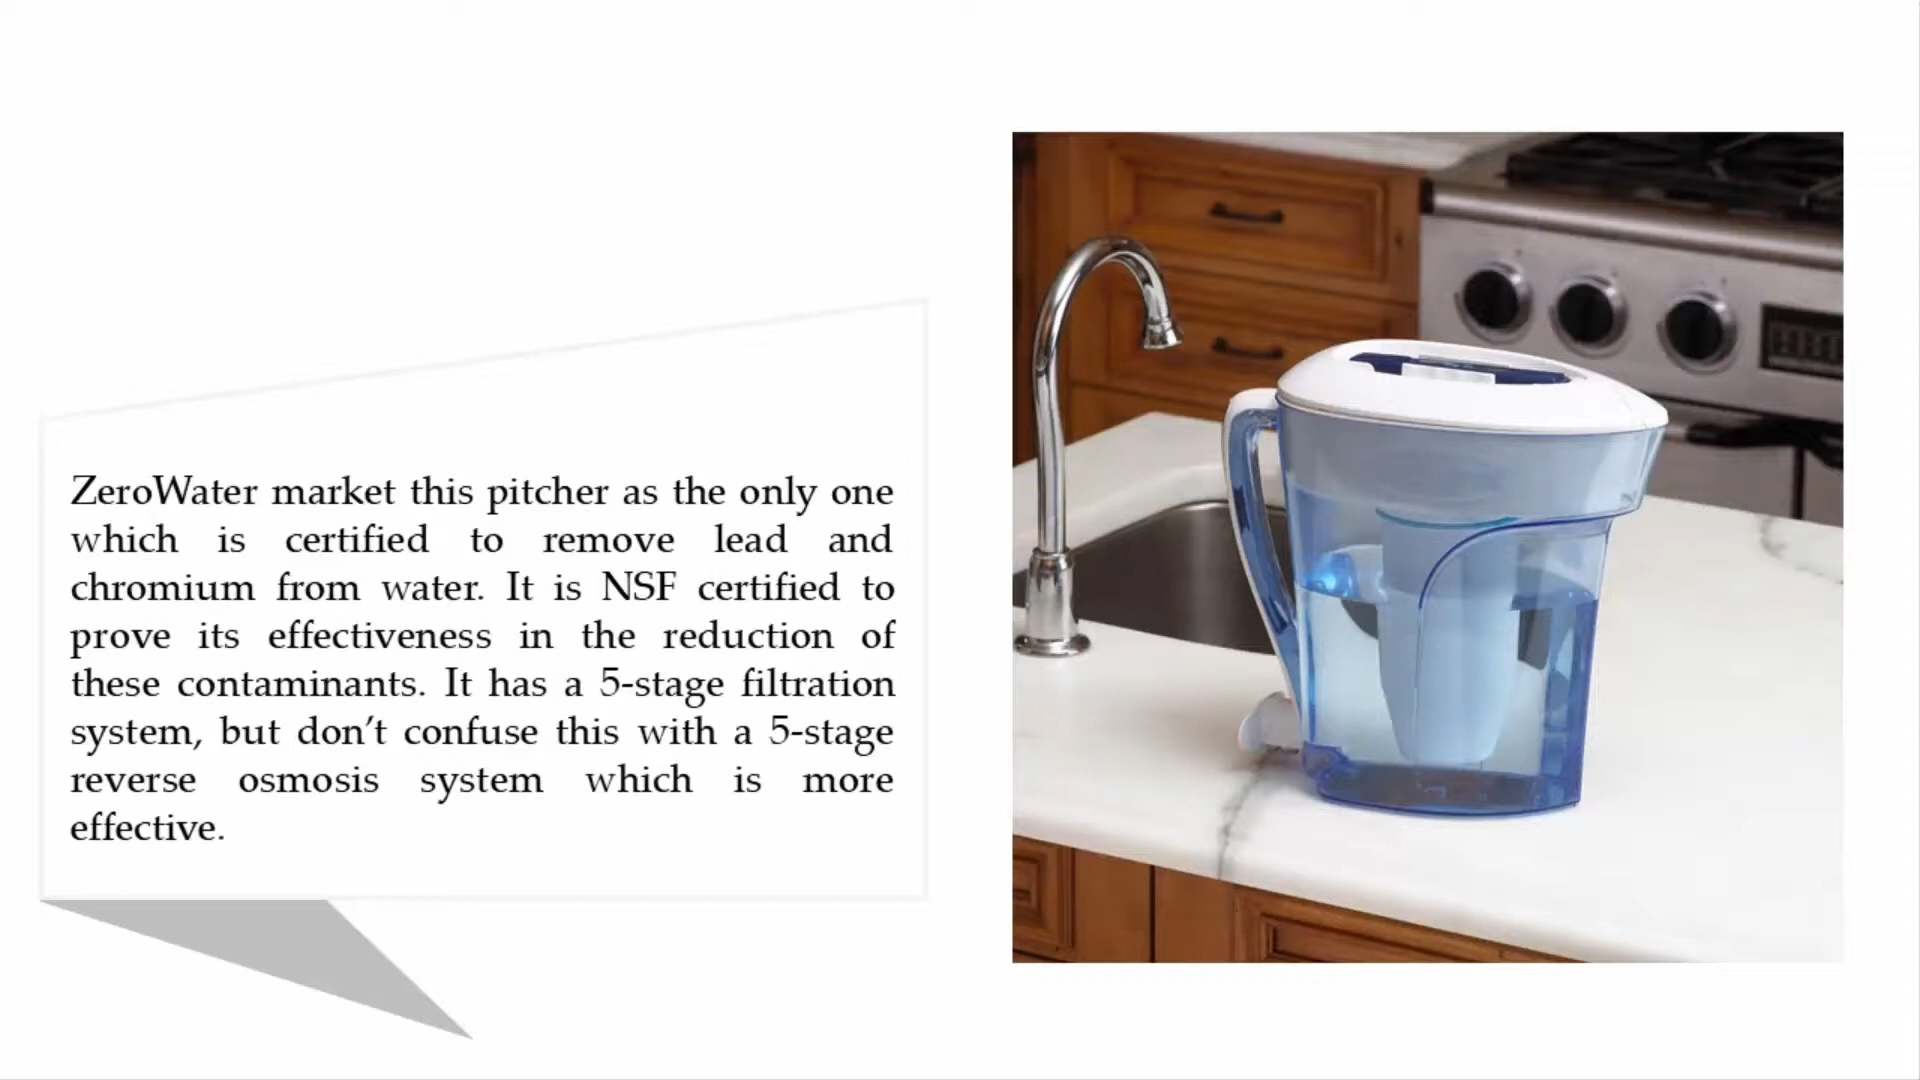 ZeroWater market this pitcher as the only one
which is certified to remove lead and
chromium from water. It is NSF certified to
prove its effectiveness in the reduction of
these contaminants. It has a 5-stage filtration
system, but don’t confuse this with a 5-stage
reverse osmosis system which is more
effective.